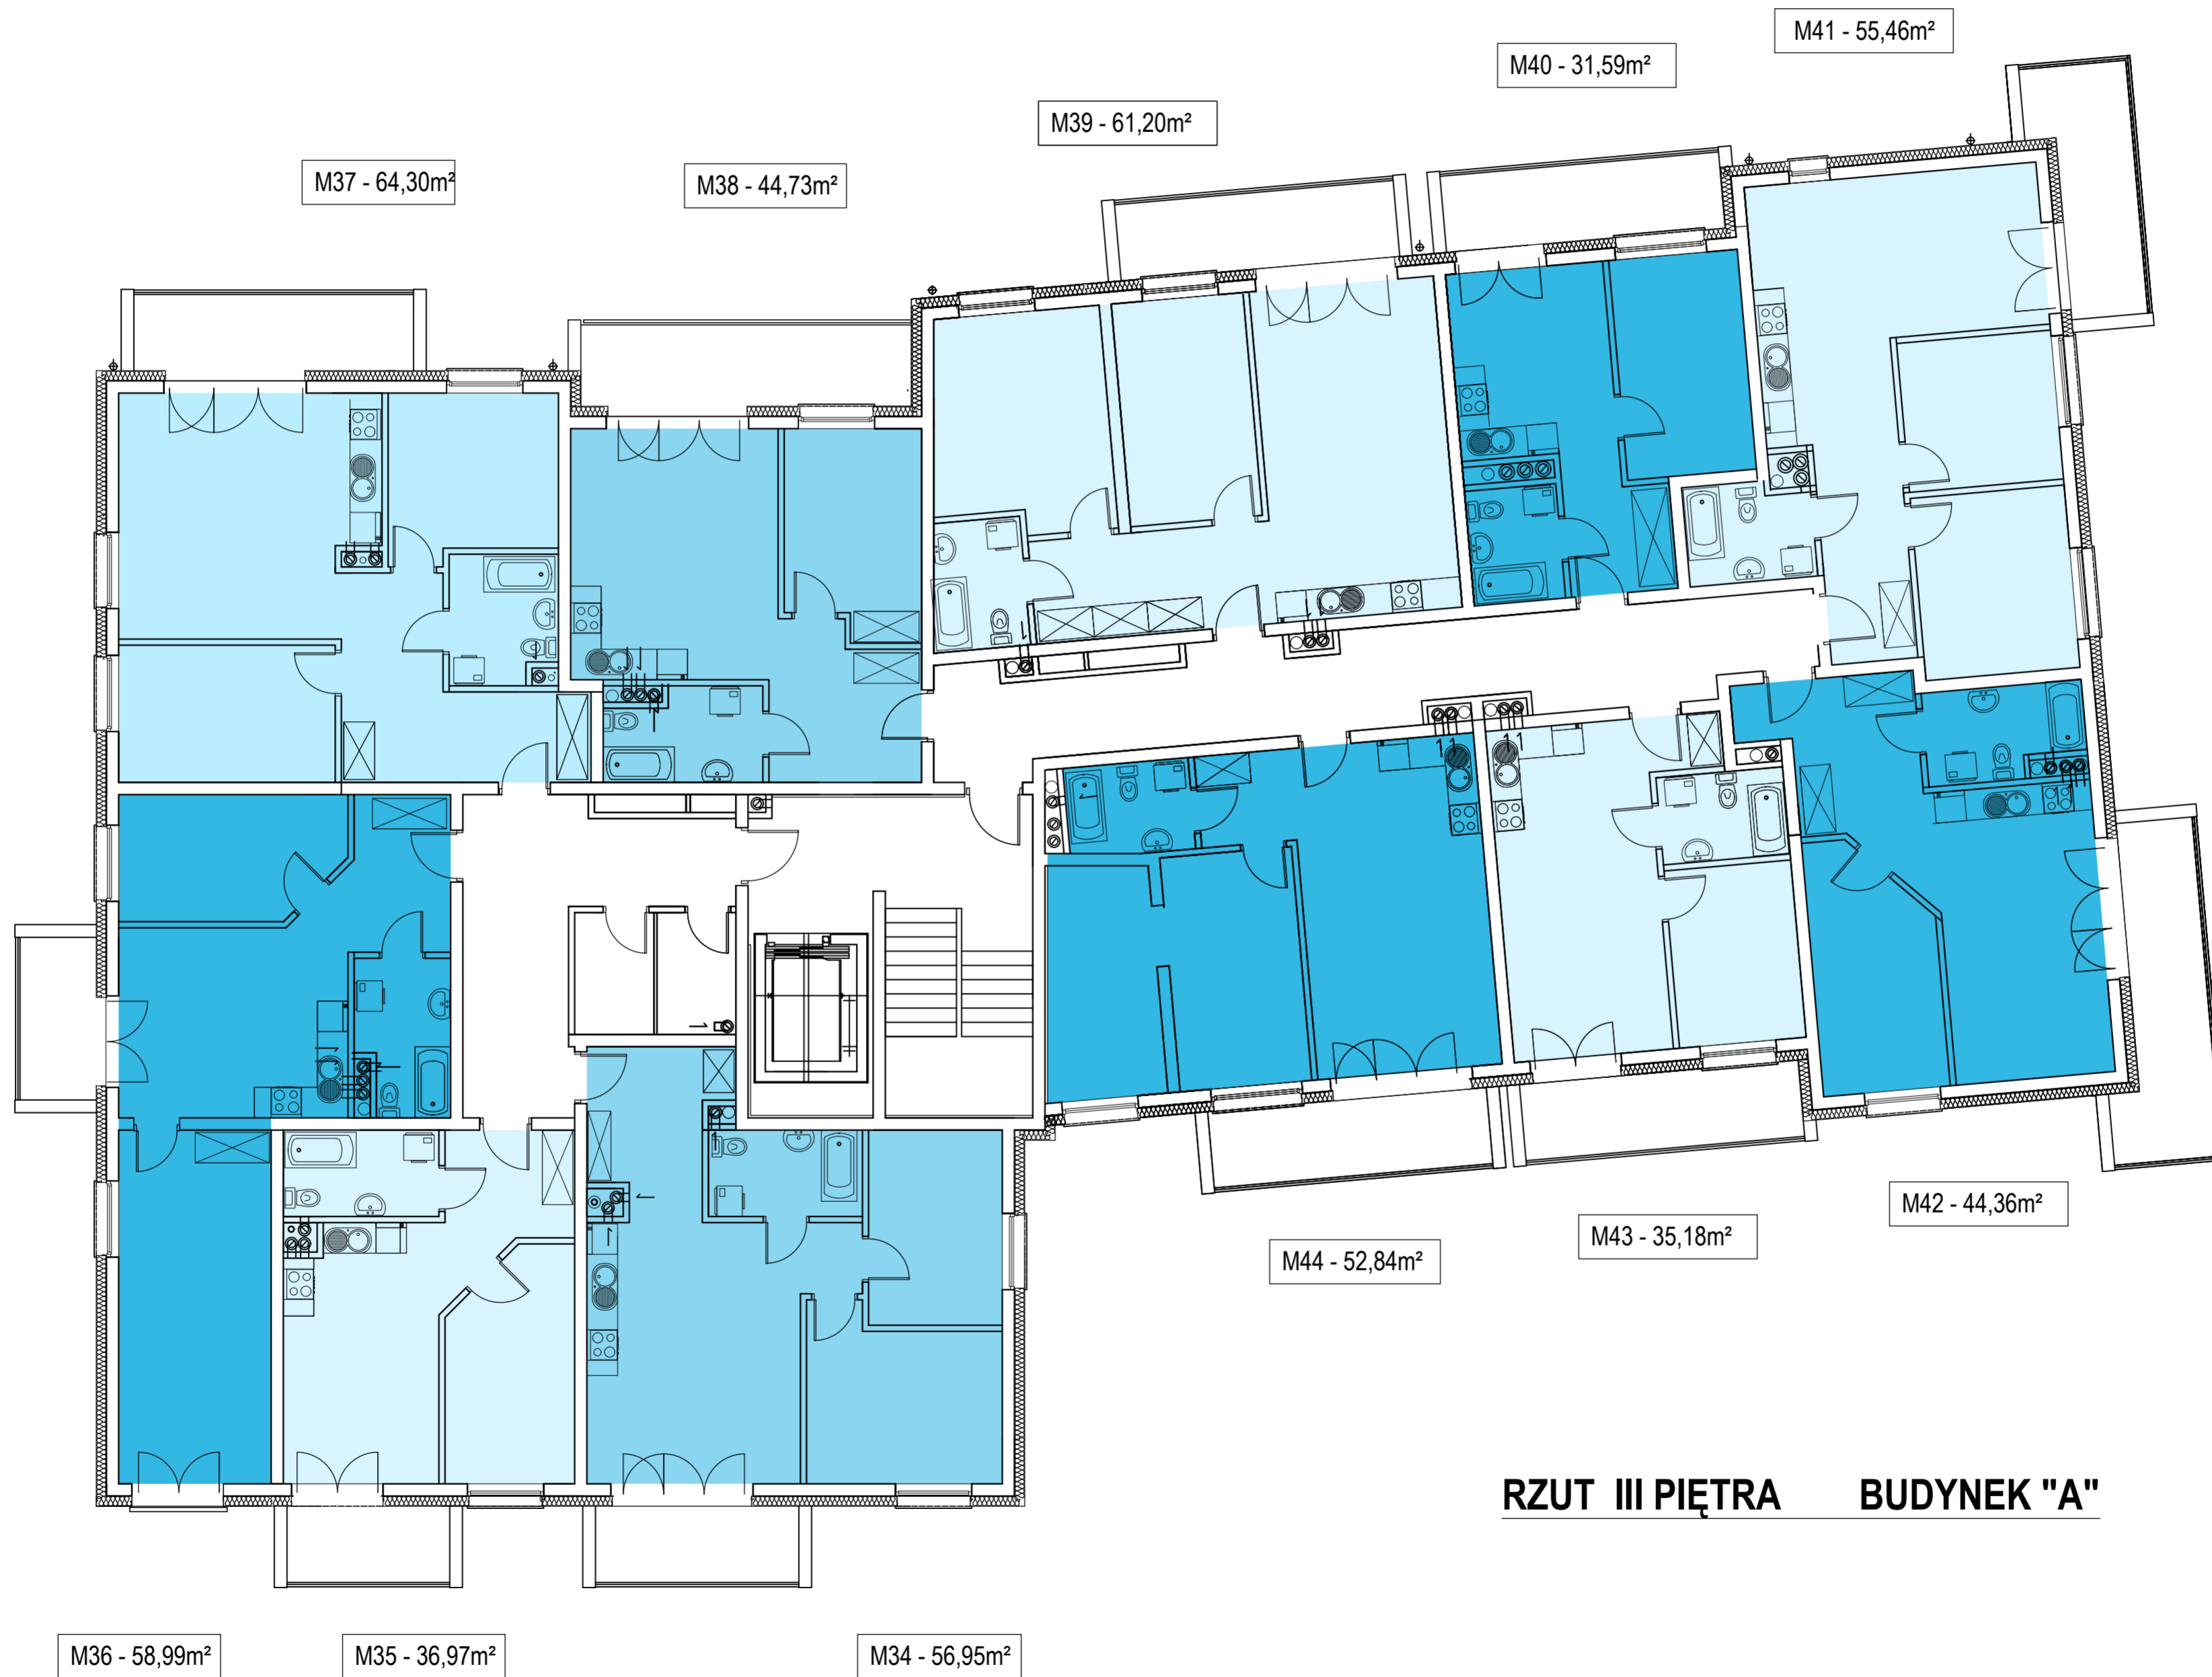 M41 - 55,46m²
M40 - 31,59m²
M39 - 61,20m²
M37 - 64,30m²
M38 - 44,73m²
M42 - 44,36m²
M43 - 35,18m²
M44 - 52,84m²
RZUT III PIĘTRA BUDYNEK "A"
M36 - 58,99m²
M35 - 36,97m²
M34 - 56,95m²